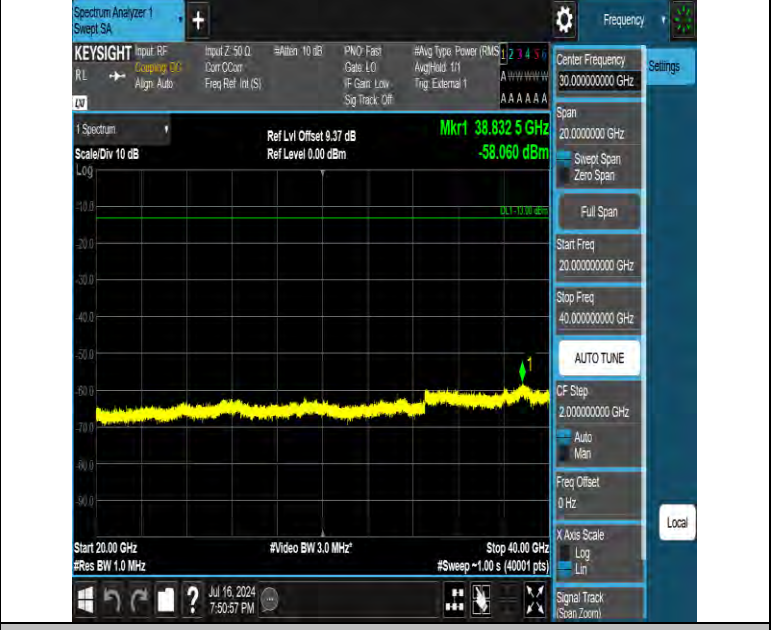 Spectrum Analyzer 1
Swept SA
+
Frequency
KEYSIGHT
RL
LV
Input: RF
Coupling: DC
Align: Auto
Input Z: 50 Ω
Corr CCorr
Freq Ref: Int (S)
#Atten: 10 dB
PNO: Fast
Gate: LO
IF Gain: Low
Sig Track: Off
#Avg Type: Power (RMS
Avg|Hold: 1/1
Trig: External 1
1 2 3 4 5 6
A W W W W W
A A A A A A
1 Spectrum
Scale/Div 10 dB
Log
Ref Lvl Offset 9.37 dB
Ref Level 0.00 dBm
Mkr1 38.832 5 GHz
-58.060 dBm
-10.0
-20.0
-30.0
-40.0
-50.0
-60.0
-70.0
-80.0
-90.0
DL1 -13.00 dBm
1
Start 20.00 GHz
#Res BW 1.0 MHz
#Video BW 3.0 MHz*
Stop 40.00 GHz
#Sweep ~1.00 s (40001 pts)
Jul 16, 2024
7:50:57 PM
?
Center Frequency
30.000000000 GHz
Settings
Span
20.0000000 GHz
Swept Span
Zero Span
Full Span
Start Freq
20.000000000 GHz
Stop Freq
40.000000000 GHz
AUTO TUNE
CF Step
2.000000000 GHz
Auto
Man
Freq Offset
0 Hz
X Axis Scale
Log
Lin
Signal Track
(Span Zoom)
Local